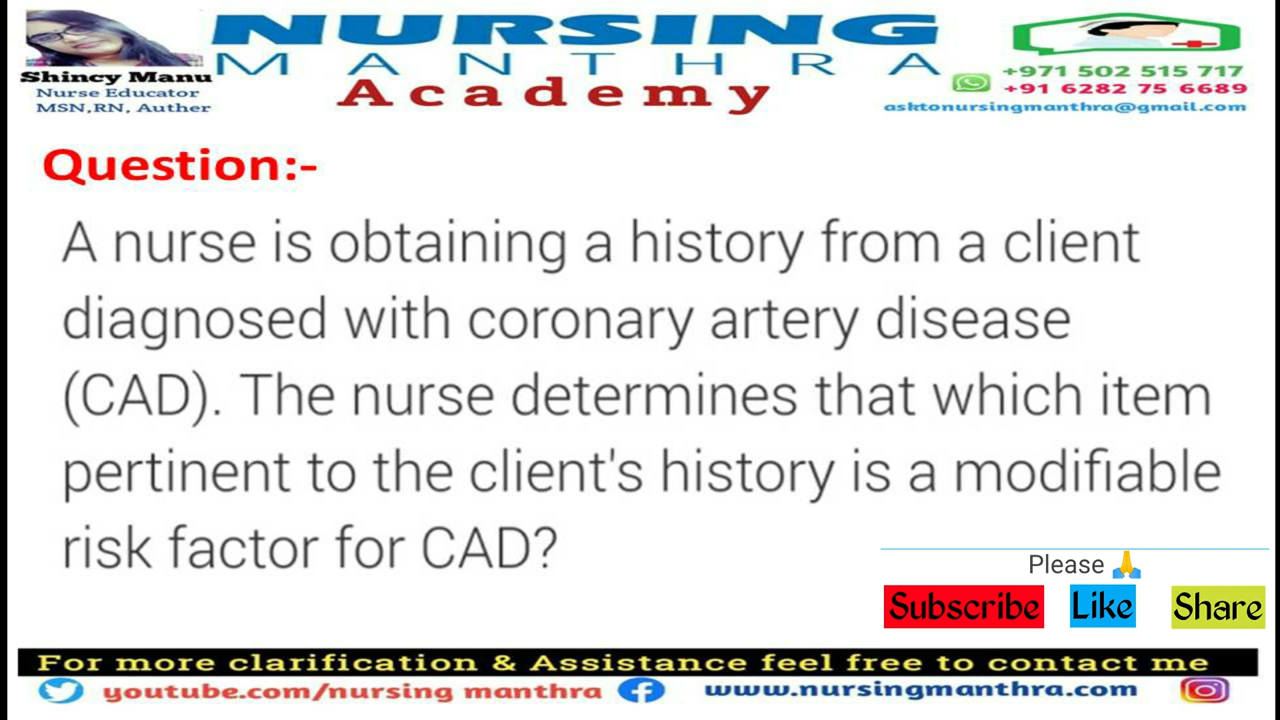 NURSING
MANTHRA
Academy
Shincy Manu
Nurse Educator
MSN,RN, Auther
+971 502 515 717
+91 6282 75 6689
asktonursingmanthra@gmail.com
Question:-
A nurse is obtaining a history from a client
diagnosed with coronary artery disease
(CAD). The nurse determines that which item
pertinent to the client's history is a modifiable
risk factor for CAD?
Please 🙏
Subscribe Like Share
For more clarification & Assistance feel free to contact me
youtube.com/nursing manthra www.nursingmanthra.com